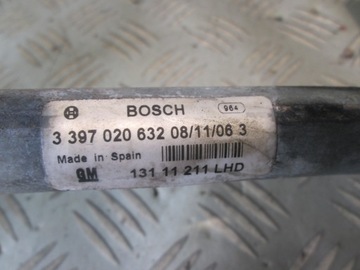 BOSCH 964
3 397 020 632 08/11/06 3
Made in Spain
GM 131 11 211 LHD